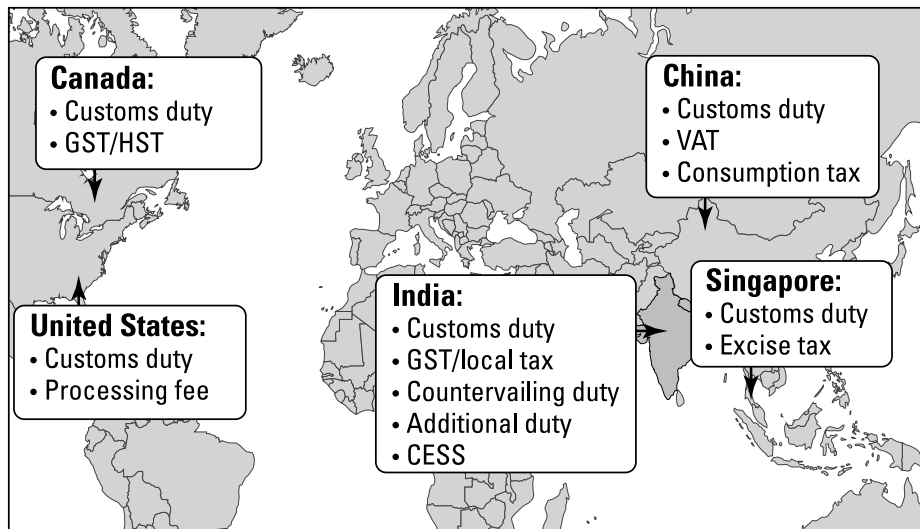 Canada:
• Customs duty
• GST/HST
China:
• Customs duty
• VAT
• Consumption tax
United States:
• Customs duty
• Processing fee
India:
• Customs duty
• GST/local tax
• Countervailing duty
• Additional duty
• CESS
Singapore:
• Customs duty
• Excise tax